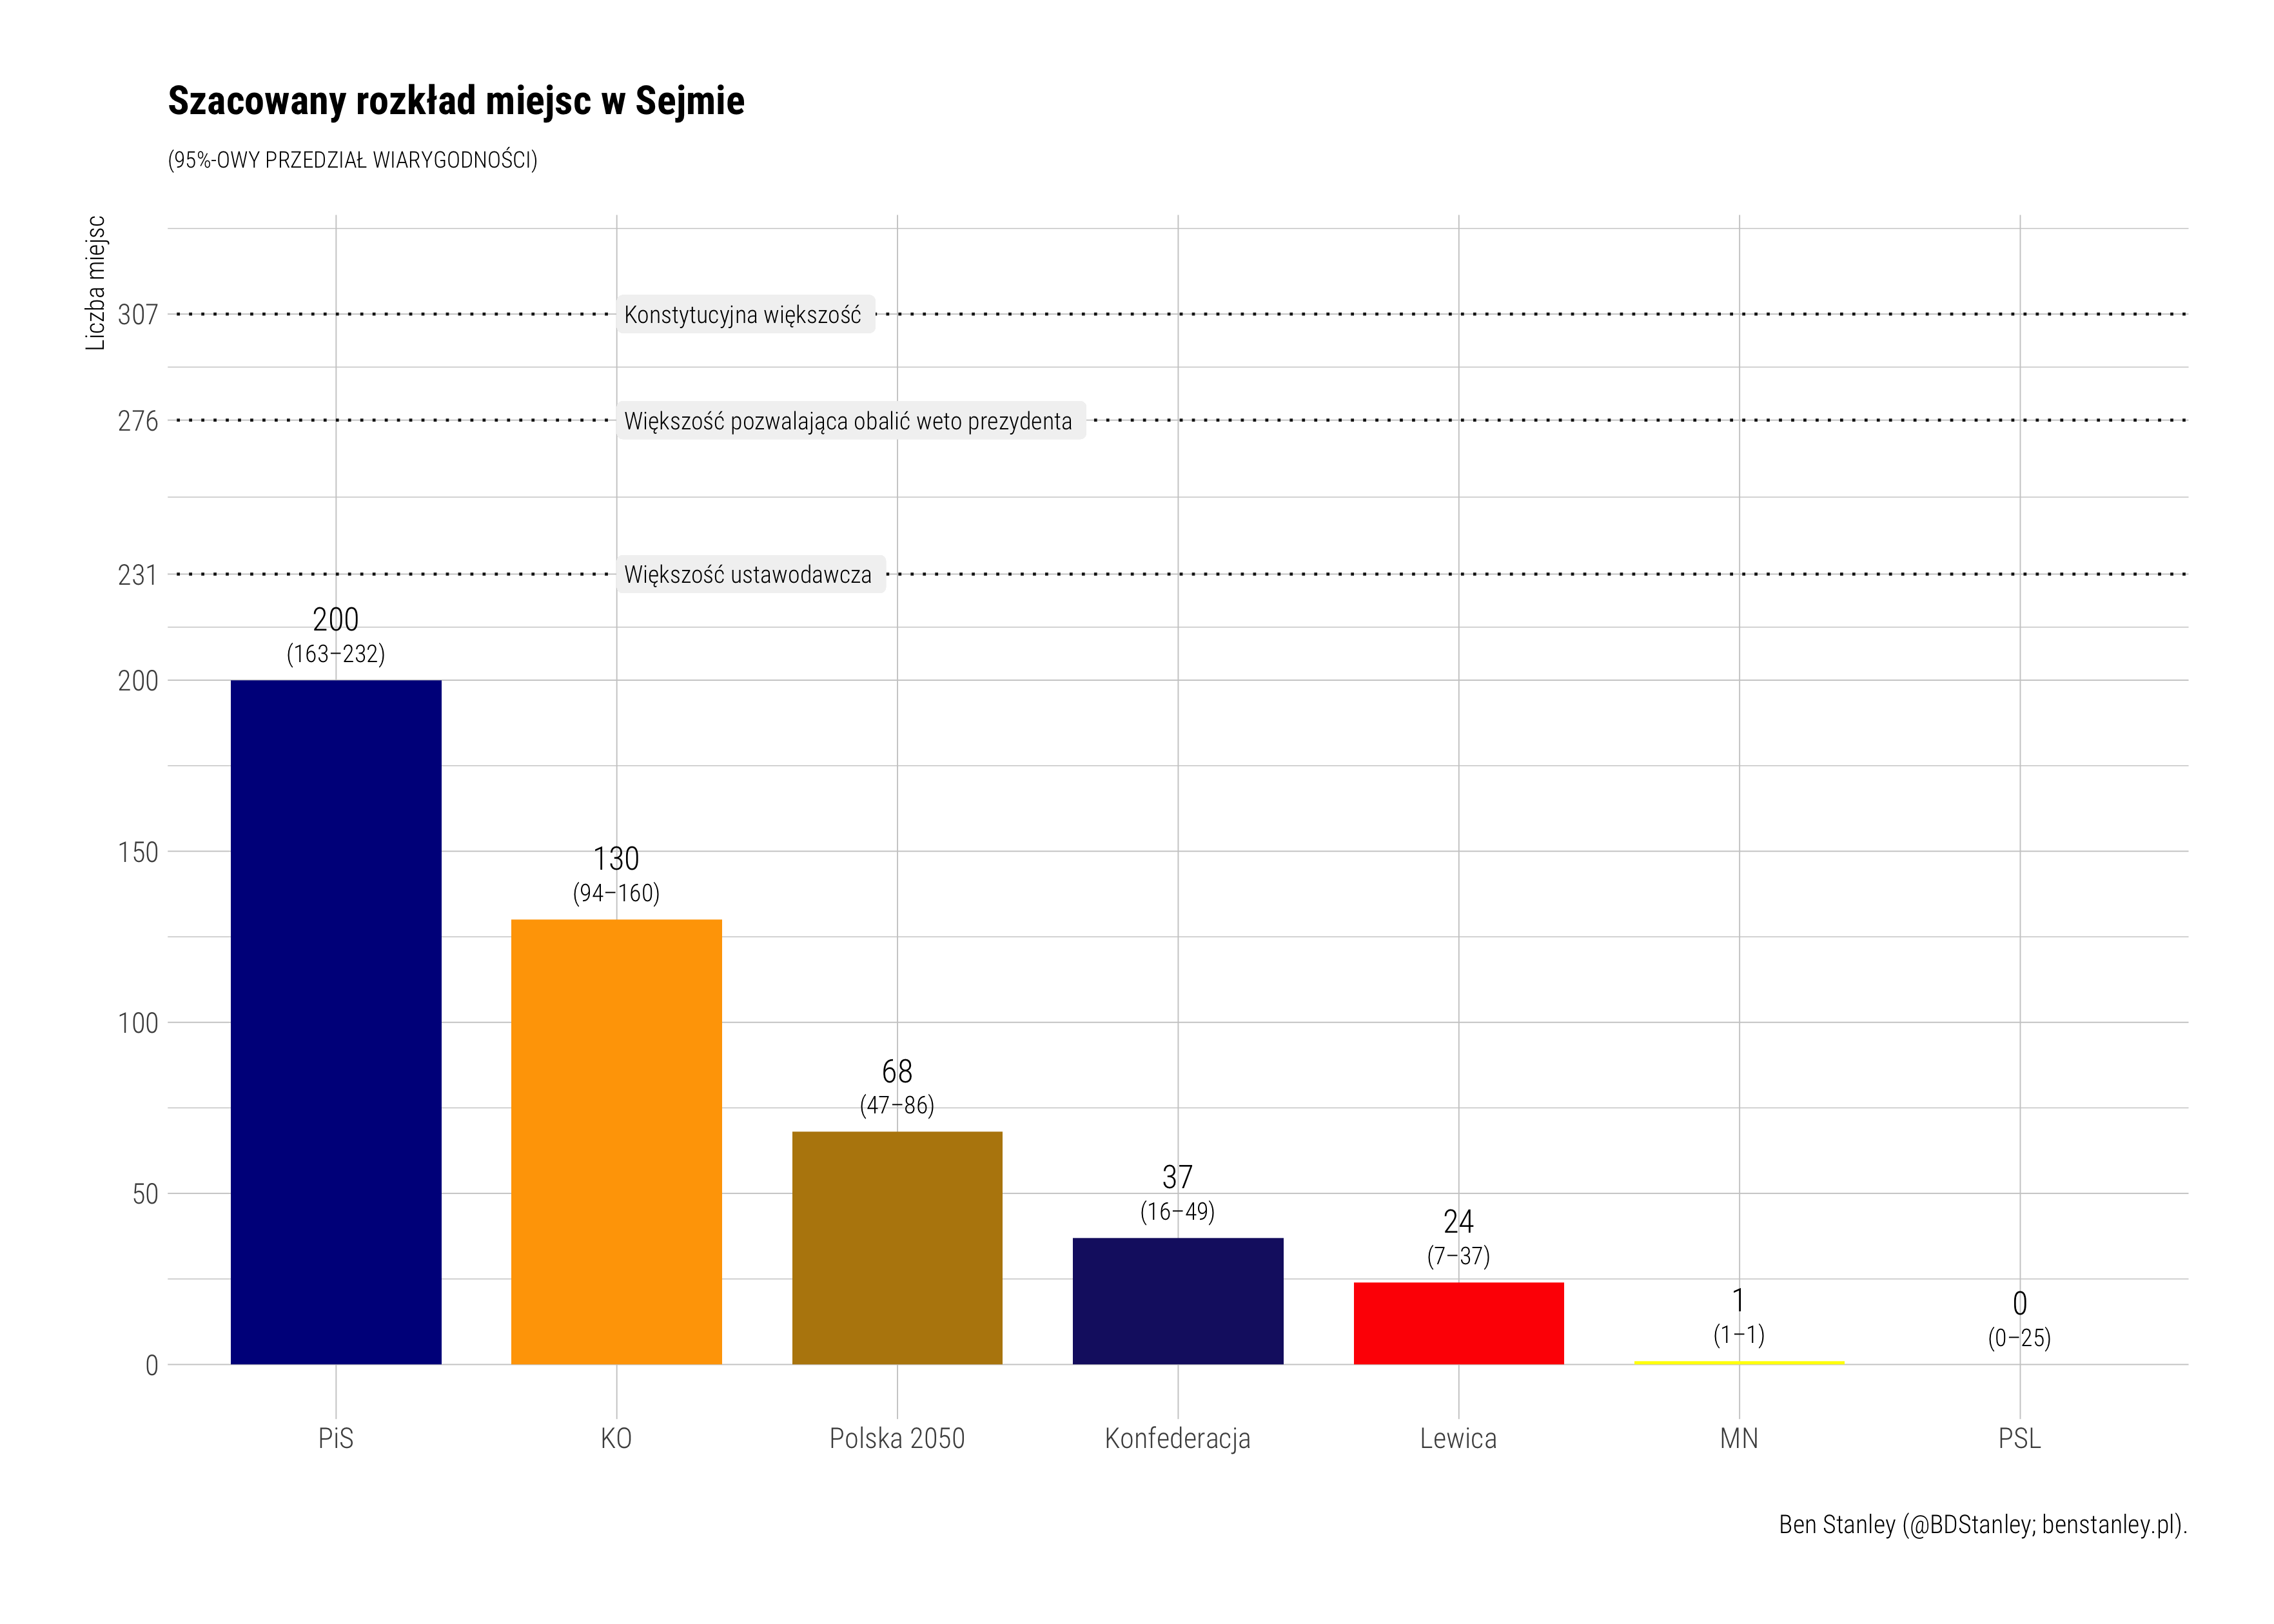 Szacowany rozkład miejsc w Sejmie
(95%-OWY PRZEDZIAŁ WIARYGODNOŚCI)
Liczba miejsc
307
Konstytucyjna większość
276
Większość pozwalająca obalić weto prezydenta
231
Większość ustawodawcza
200
(163–232)
200
150
130
(94–160)
100
68
(47–86)
50
37
(16–49)
24
(7–37)
1
(1–1)
0
(0–25)
0
PiS
KO
Polska 2050
Konfederacja
Lewica
MN
PSL
Ben Stanley (@BDStanley; benstanley.pl).